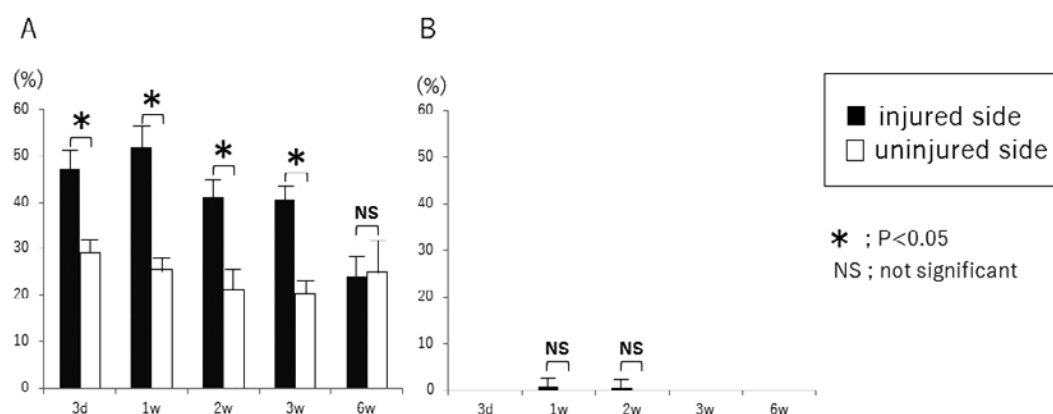 A
(%)
60
50
40
30
20
10
0
*
*
*
*
NS
3d
1w
2w
3w
6w
B
(%)
60
50
40
30
20
10
0
NS
NS
3d
1w
2w
3w
6w
injured side
uninjured side
* ; P<0.05
NS ; not significant